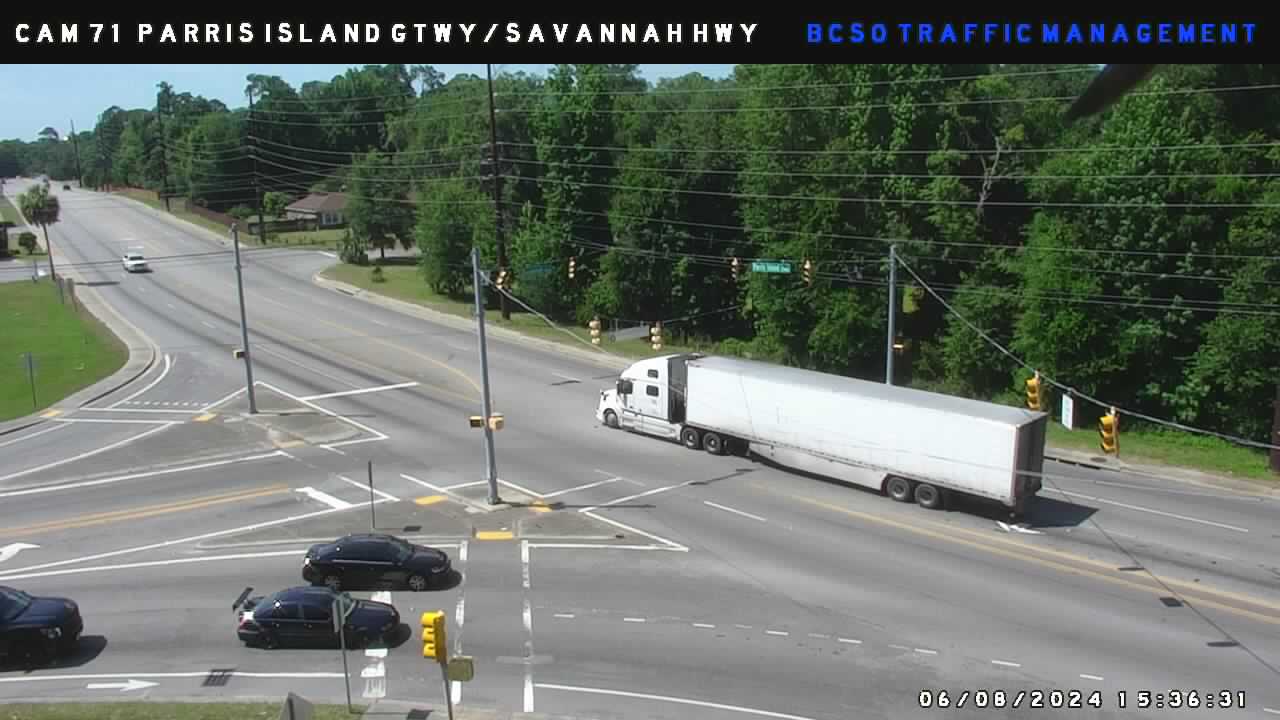 CAM 71 PARRIS ISLAND GTWY/SAVANNAH HWY
BCSO TRAFFIC MANAGEMENT
06/08/2024 15:36:31